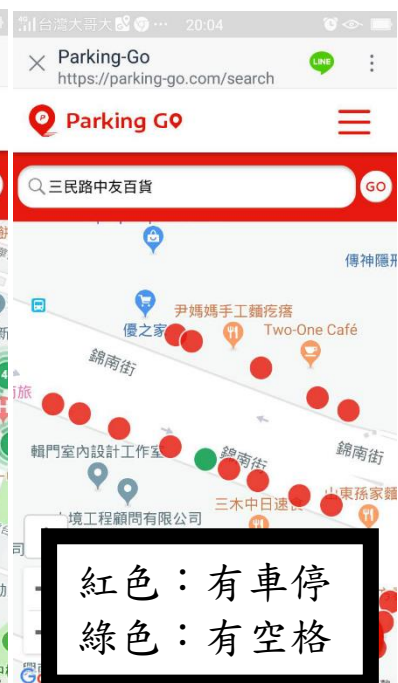 台灣大哥大
20:04
Parking-Go
https://parking-go.com/search
LINE
Parking GO
三民路中友百貨
GO
傳神隱形
尹媽媽手工麵疙瘩
優之家
Two-One Café
錦南街
輯門室內設計工作室
錦南街
錦南街
三木中日速食
山東孫家麵
境工程顧問有限公司
紅色：有車停
綠色：有空格